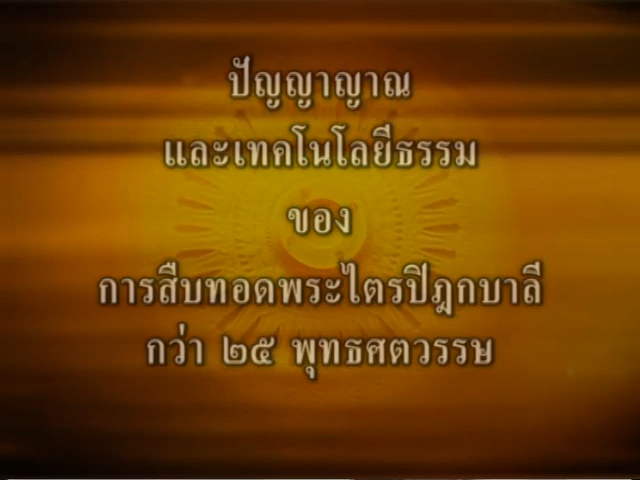 ปัญญาญาณ
และเทคโนโลยีธรรม
ของ
การสืบทอดพระไตรปิฎกบาลี
กว่า ๒๕ พุทธศตวรรษ